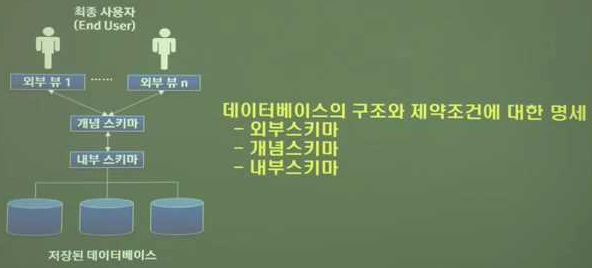 최종 사용자
(End User)
외부 뷰 1
......
외부 뷰 n
개념 스키마
내부 스키마
저장된 데이터베이스
데이터베이스의 구조와 제약조건에 대한 명세
- 외부스키마
- 개념스키마
- 내부스키마